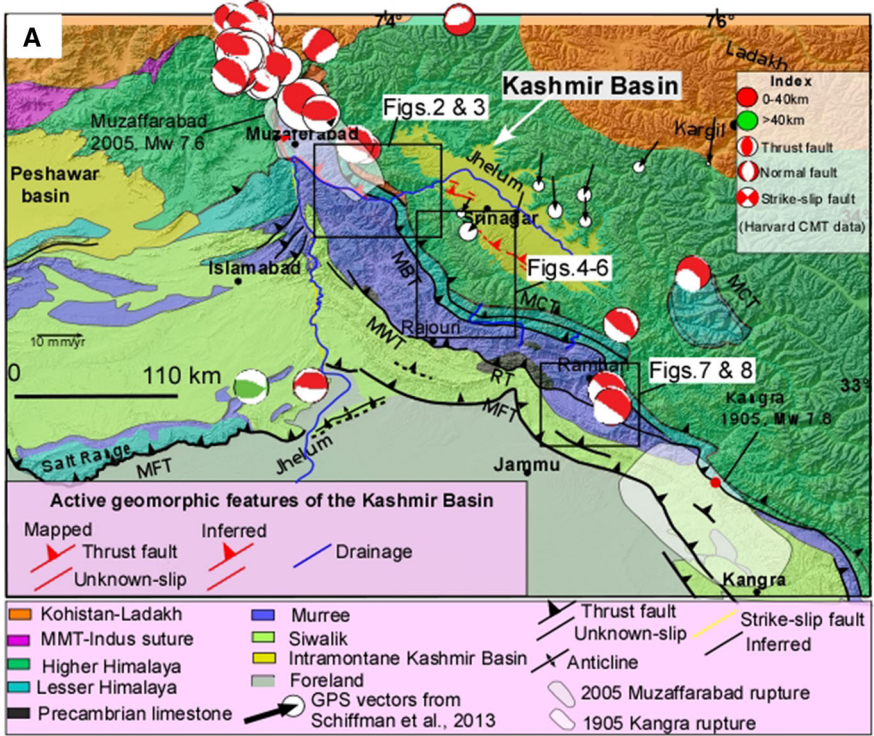 A
74°
76°
Ladakh
Kashmir Basin
Index
0-40km
>40km
Thrust fault
Normal fault
Strike-slip fault
(Harvard CMT data)
34°
Figs.2 & 3
Kargil
Muzaffarabad
2005, Mw 7.6
Muzaferabad
Jhelum
Peshawar
basin
Srinagar
Islamabad
MBT
Figs.4-6
MCT
MCT
10 mm/yr
MWT
Rajouri
0
110 km
RT
Ramban
Figs.7 & 8
33°
Kangra
1905, Mw 7.8
MFT
Salt Range
MFT
Jhelum
Jammu
Kangra
Active geomorphic features of the Kashmir Basin
Mapped
Inferred
Thrust fault
Drainage
Unknown-slip
Kohistan-Ladakh
MMT-Indus suture
Higher Himalaya
Lesser Himalaya
Precambrian limestone
Murree
Siwalik
Intramontane Kashmir Basin
Foreland
GPS vectors from
Schiffman et al., 2013
Thrust fault
Unknown-slip
Strike-slip fault
Inferred
Anticline
2005 Muzaffarabad rupture
1905 Kangra rupture